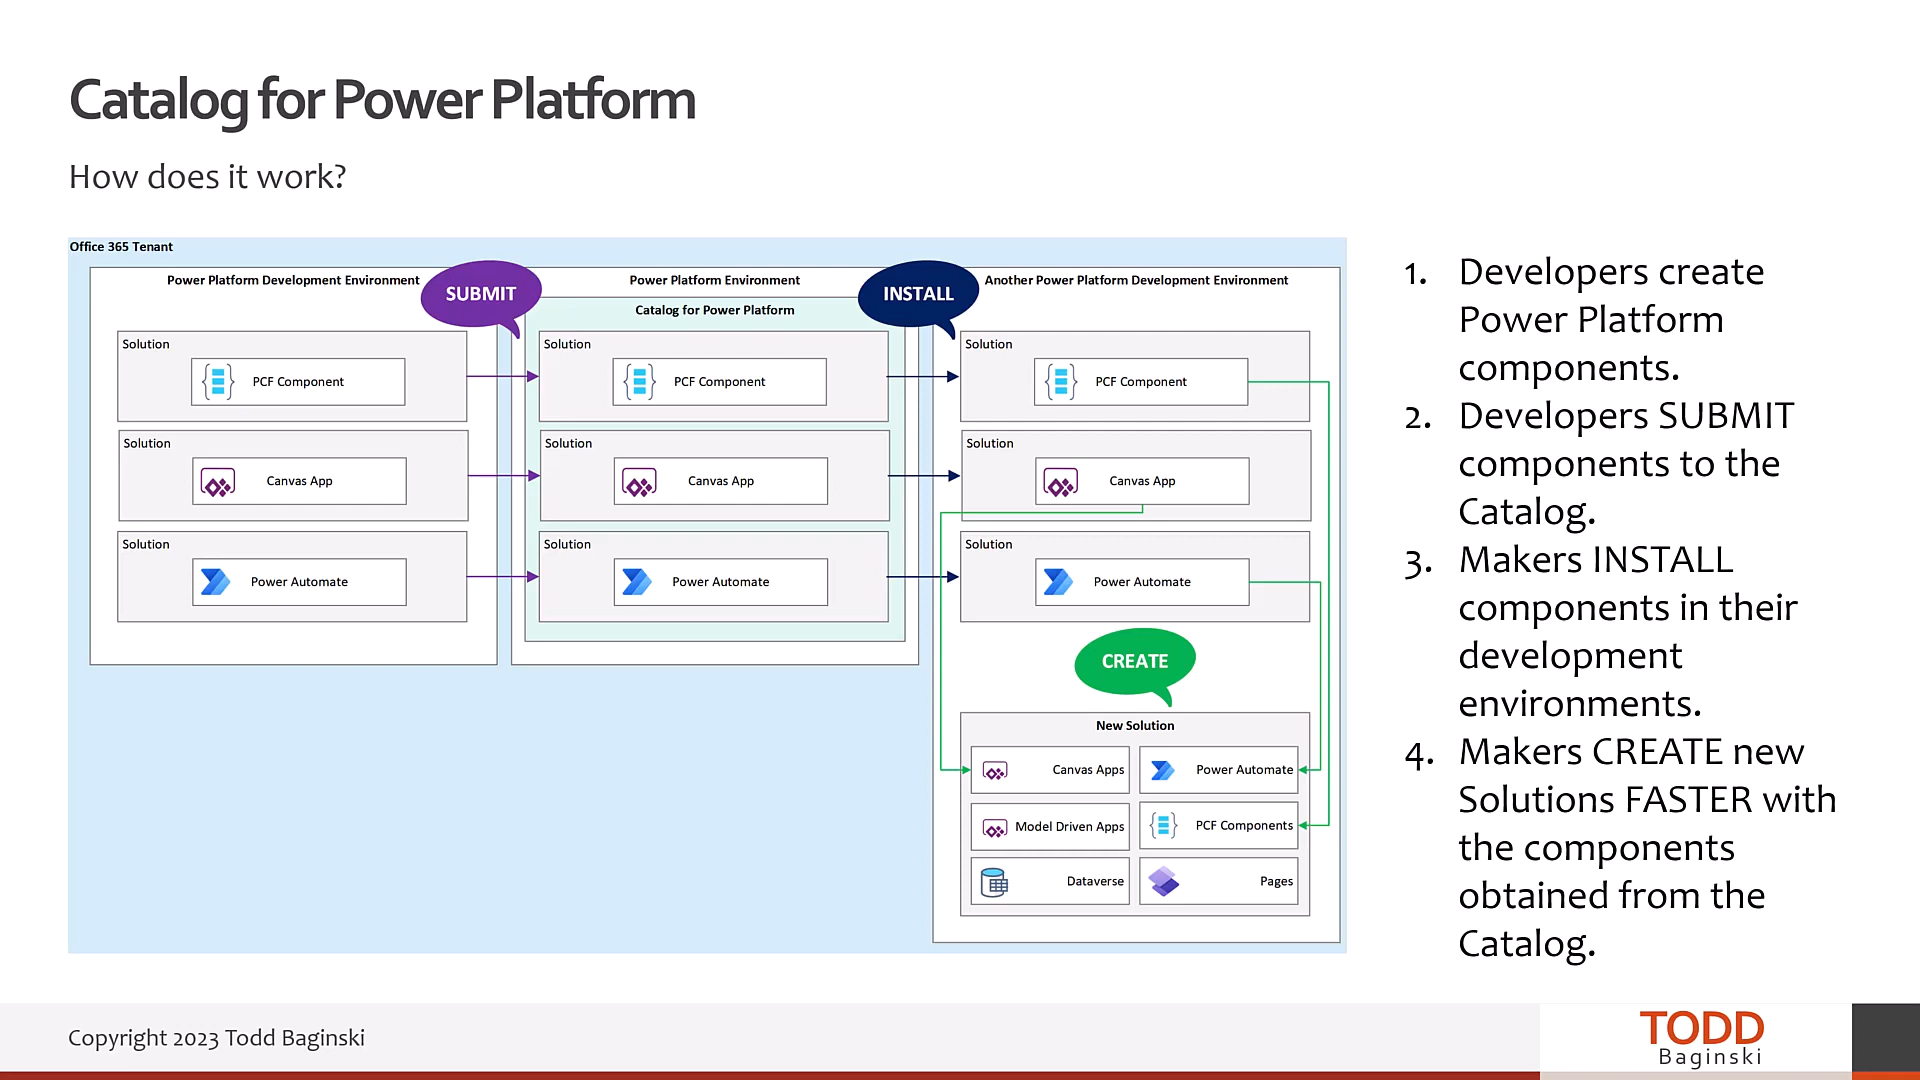 Catalog for Power Platform
How does it work?
Office 365 Tenant
Power Platform Development Environment
SUBMIT
Solution
PCF Component
Solution
Canvas App
Solution
Power Automate
Power Platform Environment
Catalog for Power Platform
INSTALL
Solution
PCF Component
Solution
Canvas App
Solution
Power Automate
Another Power Platform Development Environment
Solution
PCF Component
Solution
Canvas App
Solution
Power Automate
CREATE
New Solution
Canvas Apps
Power Automate
Model Driven Apps
PCF Components
Dataverse
Pages
1. Developers create
Power Platform
components.
2. Developers SUBMIT
components to the
Catalog.
3. Makers INSTALL
components in their
development
environments.
4. Makers CREATE new
Solutions FASTER with
the components
obtained from the
Catalog.
Copyright 2023 Todd Baginski
TODD
Baginski